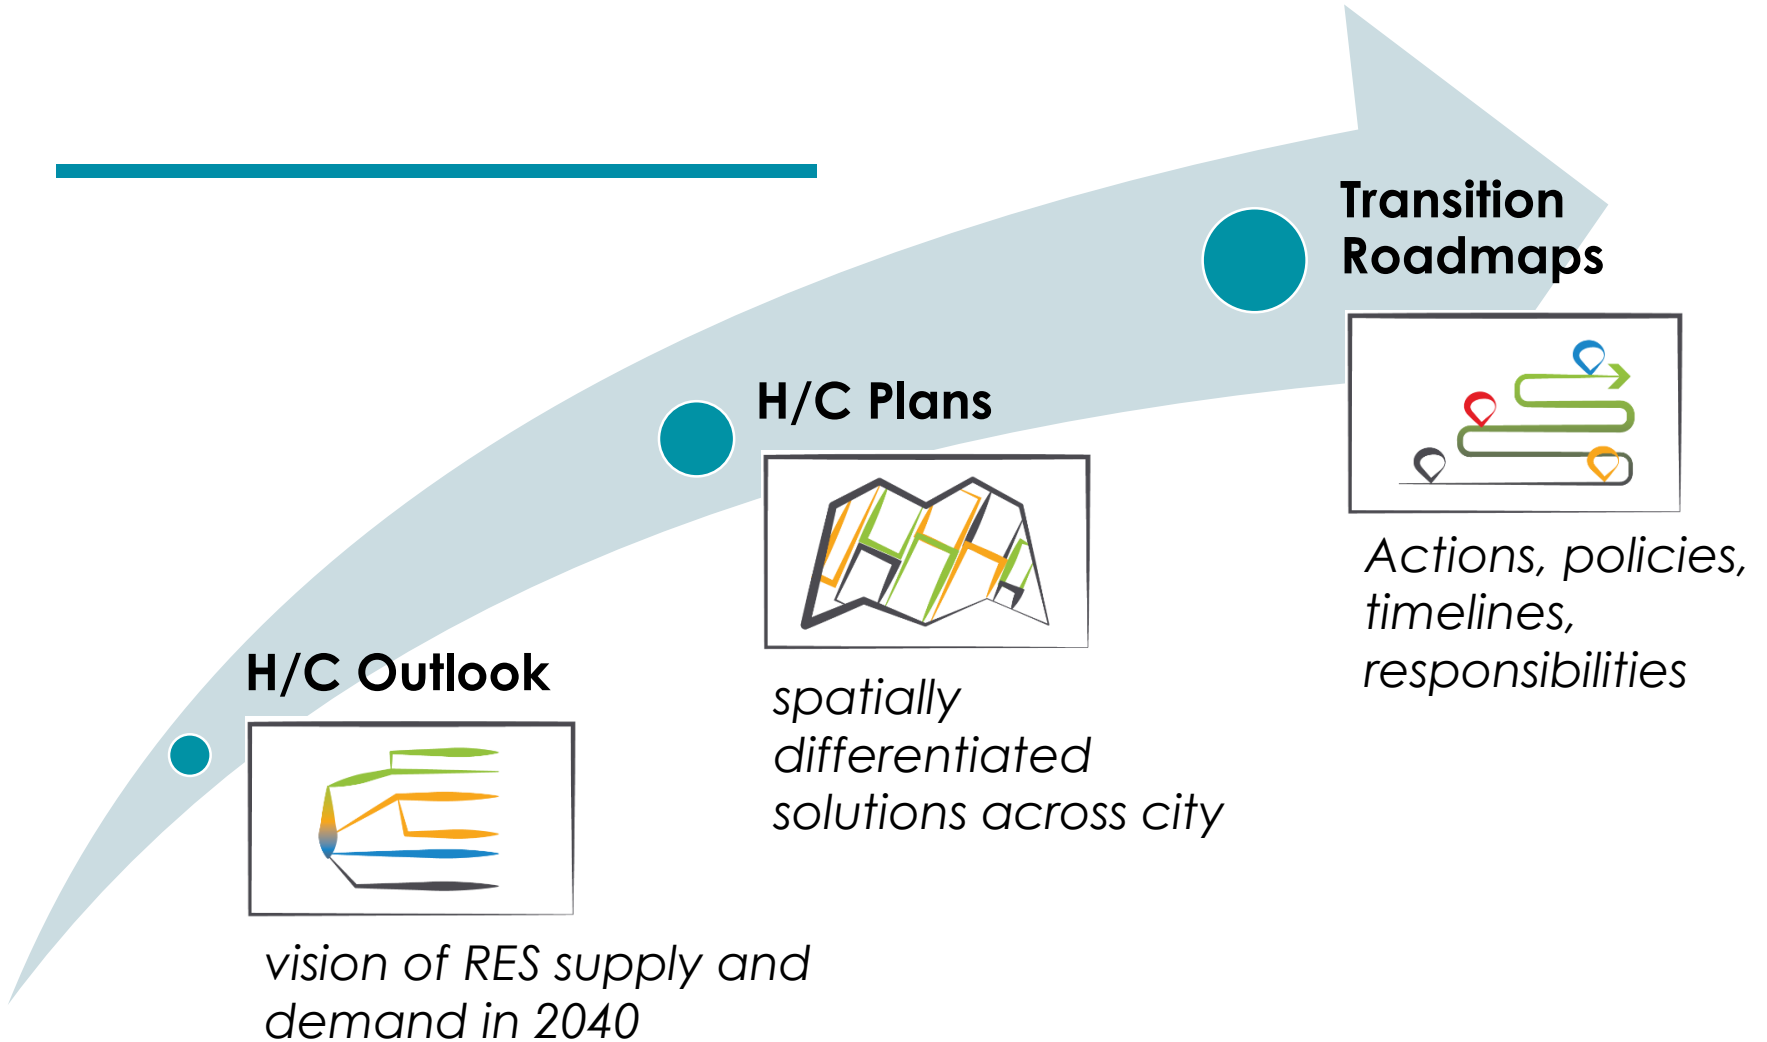 H/C Outlook
vision of RES supply and
demand in 2040
H/C Plans
spatially
differentiated
solutions across city
Transition
Roadmaps
Actions, policies,
timelines,
responsibilities